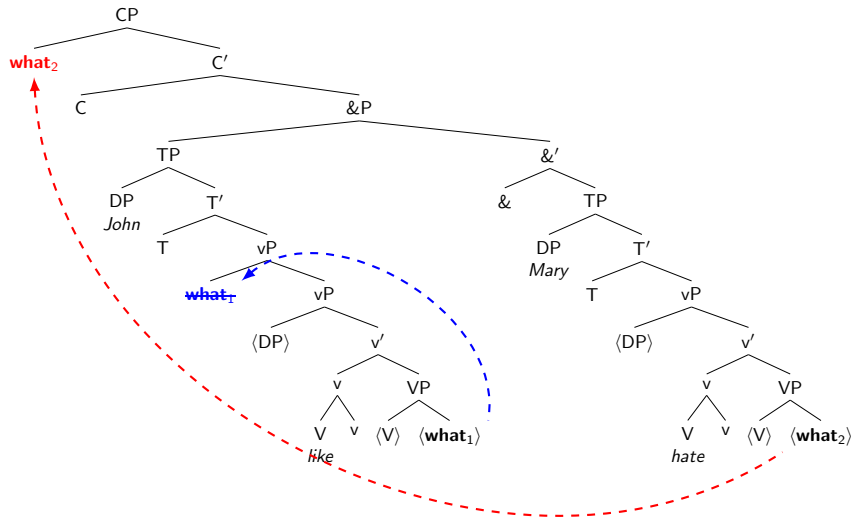 CP
what₂ C′
C &P
TP &′
DP T′ & TP
John
T vP DP T′
Mary
what₁ vP T vP
⟨DP⟩ v′ ⟨DP⟩ v′
v VP v VP
V v ⟨V⟩ ⟨what₁⟩ V v ⟨V⟩ ⟨what₂⟩
like hate